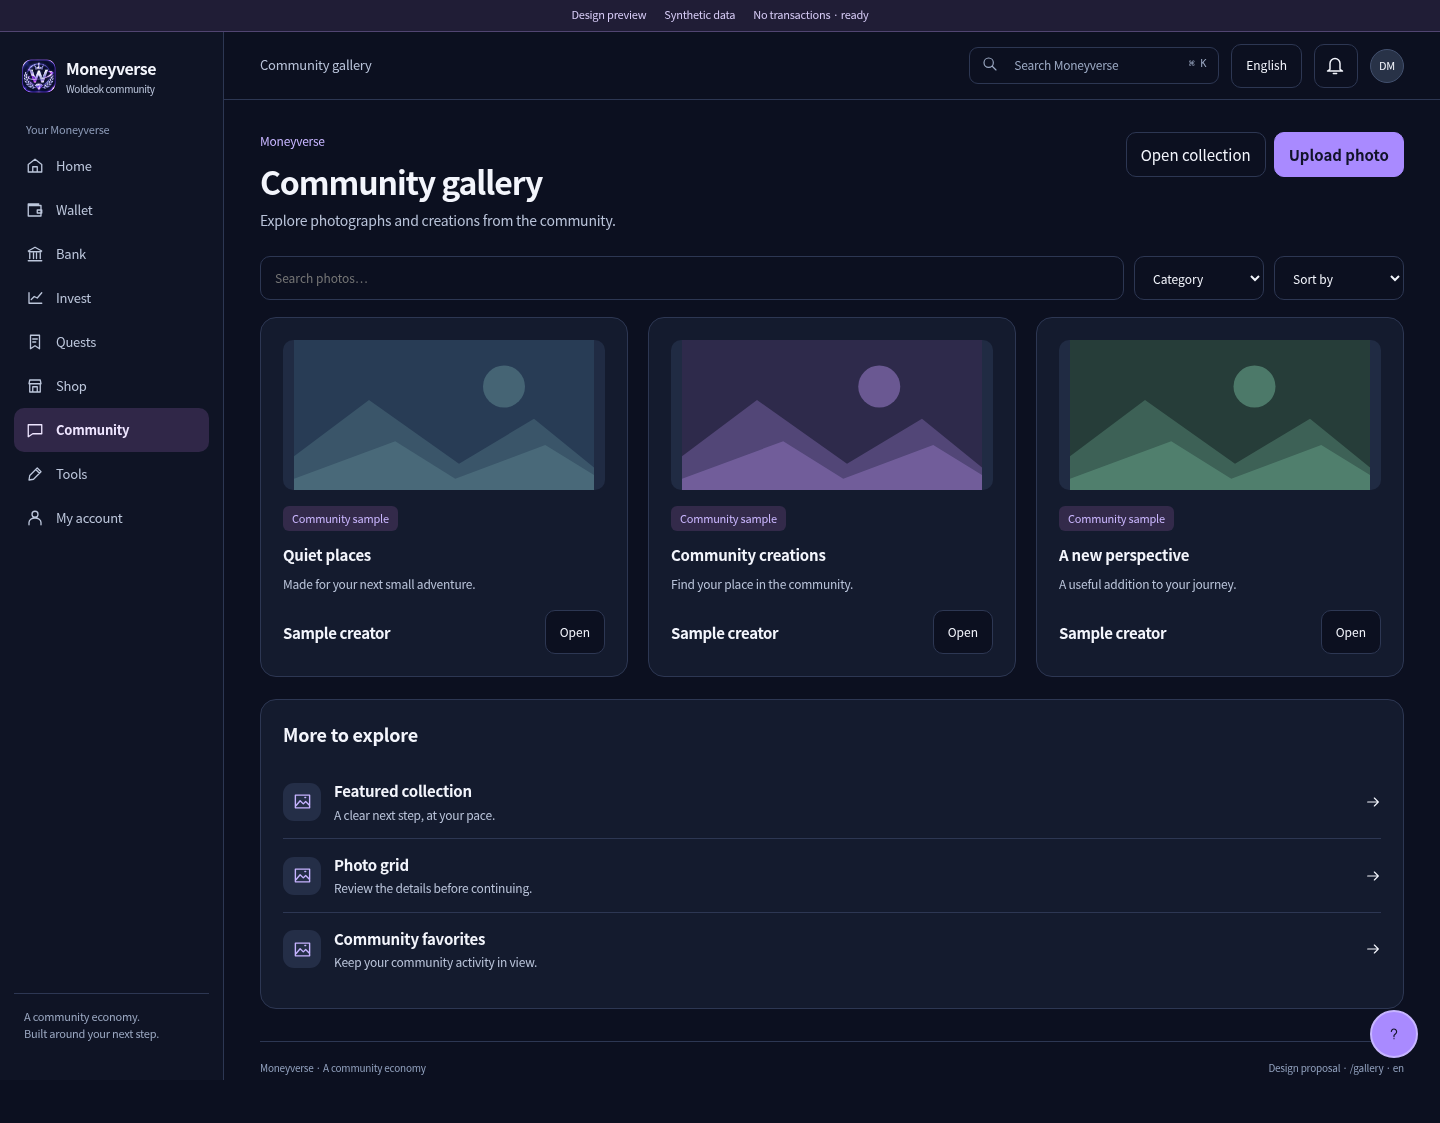 Design preview Synthetic data No transactions · ready
Moneyverse
Woldeok community
Your Moneyverse
Home
Wallet
Bank
Invest
Quests
Shop
Community
Tools
My account
A community economy.
Built around your next step.
Community gallery
Search Moneyverse ⌘ K
English
DM
Moneyverse
Community gallery
Explore photographs and creations from the community.
Open collection
Upload photo
Search photos…
Category
Sort by
Community sample
Quiet places
Made for your next small adventure.
Sample creator
Open
Community sample
Community creations
Find your place in the community.
Sample creator
Open
Community sample
A new perspective
A useful addition to your journey.
Sample creator
Open
More to explore
Featured collection
A clear next step, at your pace.
Photo grid
Review the details before continuing.
Community favorites
Keep your community activity in view.
?
Moneyverse · A community economy
Design proposal · /gallery · en